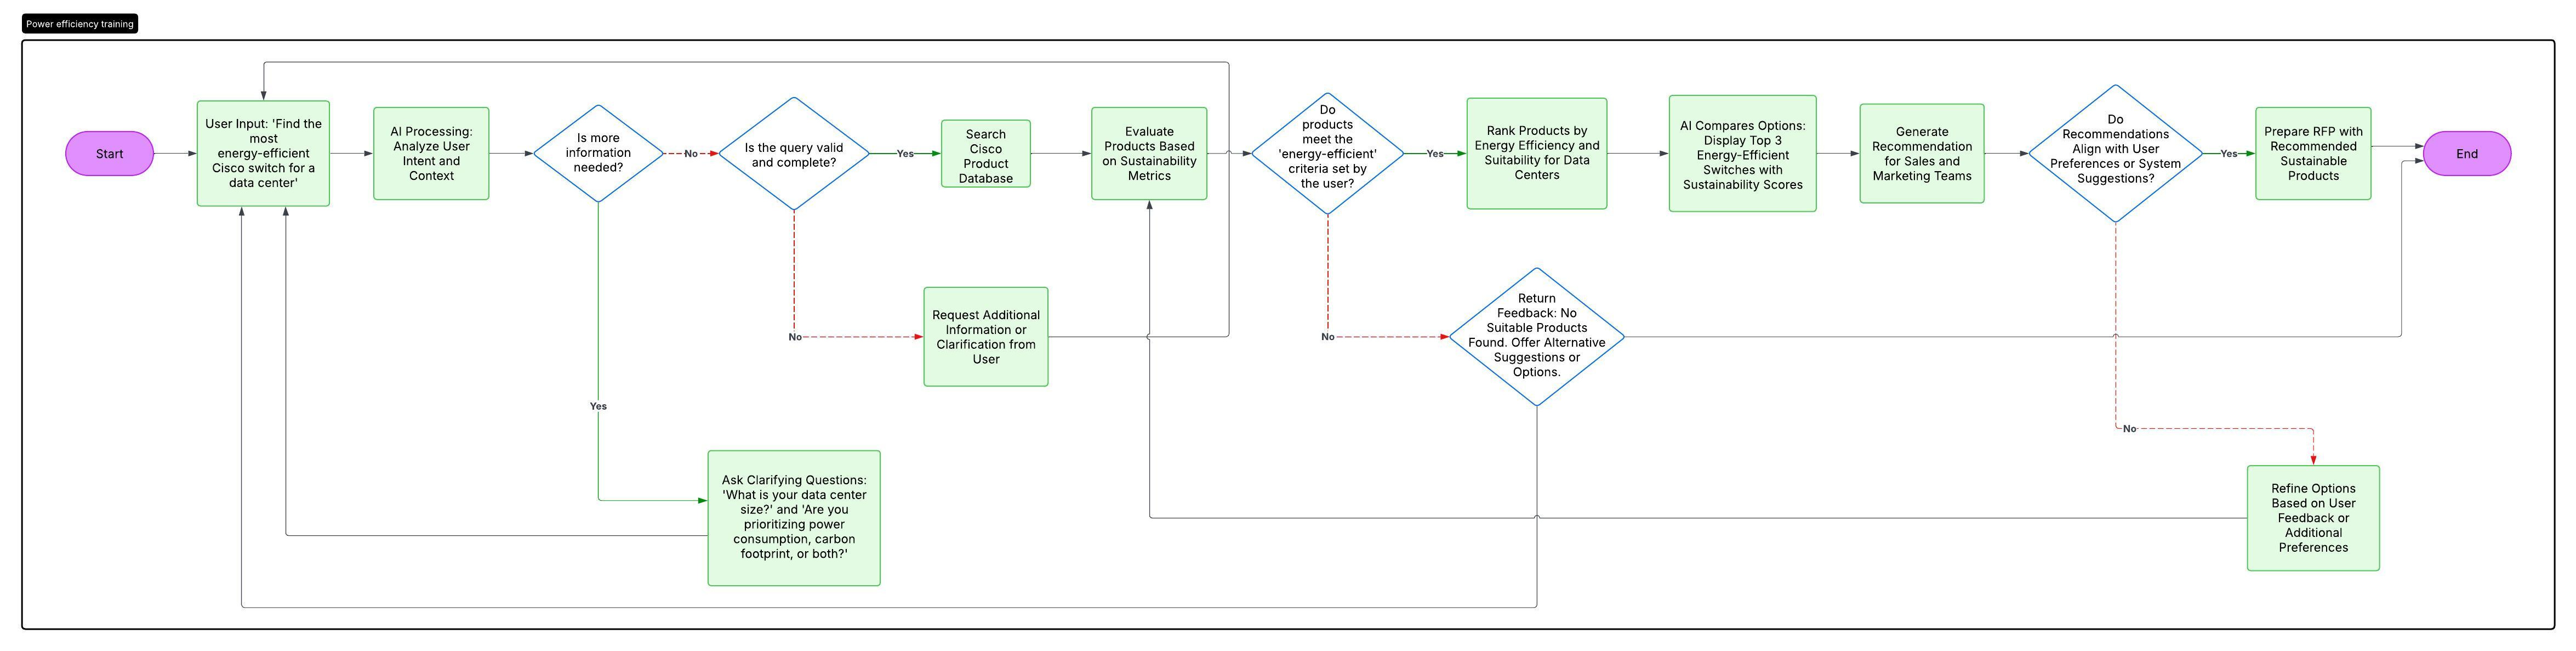 Power efficiency training
Start
User Input: 'Find the
most
energy-efficient
Cisco switch for a
data center'
AI Processing:
Analyze User
Intent and
Context
Is more
information
needed?
No
Is the query valid
and complete?
Yes
Search
Cisco
Product
Database
Evaluate
Products Based
on Sustainability
Metrics
Do
products
meet the
'energy-efficient'
criteria set by
the user?
Yes
Rank Products by
Energy Efficiency and
Suitability for Data
Centers
AI Compares Options:
Display Top 3
Energy-Efficient
Switches with
Sustainability Scores
Generate
Recommendation
for Sales and
Marketing Teams
Do
Recommendations
Align with User
Preferences or System
Suggestions?
Yes
Prepare RFP with
Recommended
Sustainable
Products
End
No
Request Additional
Information or
Clarification from
User
No
Return
Feedback: No
Suitable Products
Found. Offer Alternative
Suggestions or
Options.
Yes
No
Ask Clarifying Questions:
'What is your data center
size?' and 'Are you
prioritizing power
consumption, carbon
footprint, or both?'
Refine Options
Based on User
Feedback or
Additional
Preferences